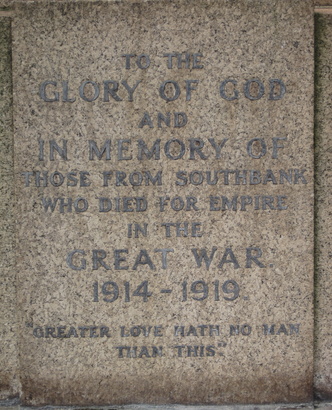 TO THE
GLORY OF GOD
AND
IN MEMORY OF
THOSE FROM SOUTHBANK
WHO DIED FOR EMPIRE
IN THE
GREAT WAR.
1914-1919
"GREATER LOVE HATH NO MAN
THAN THIS."